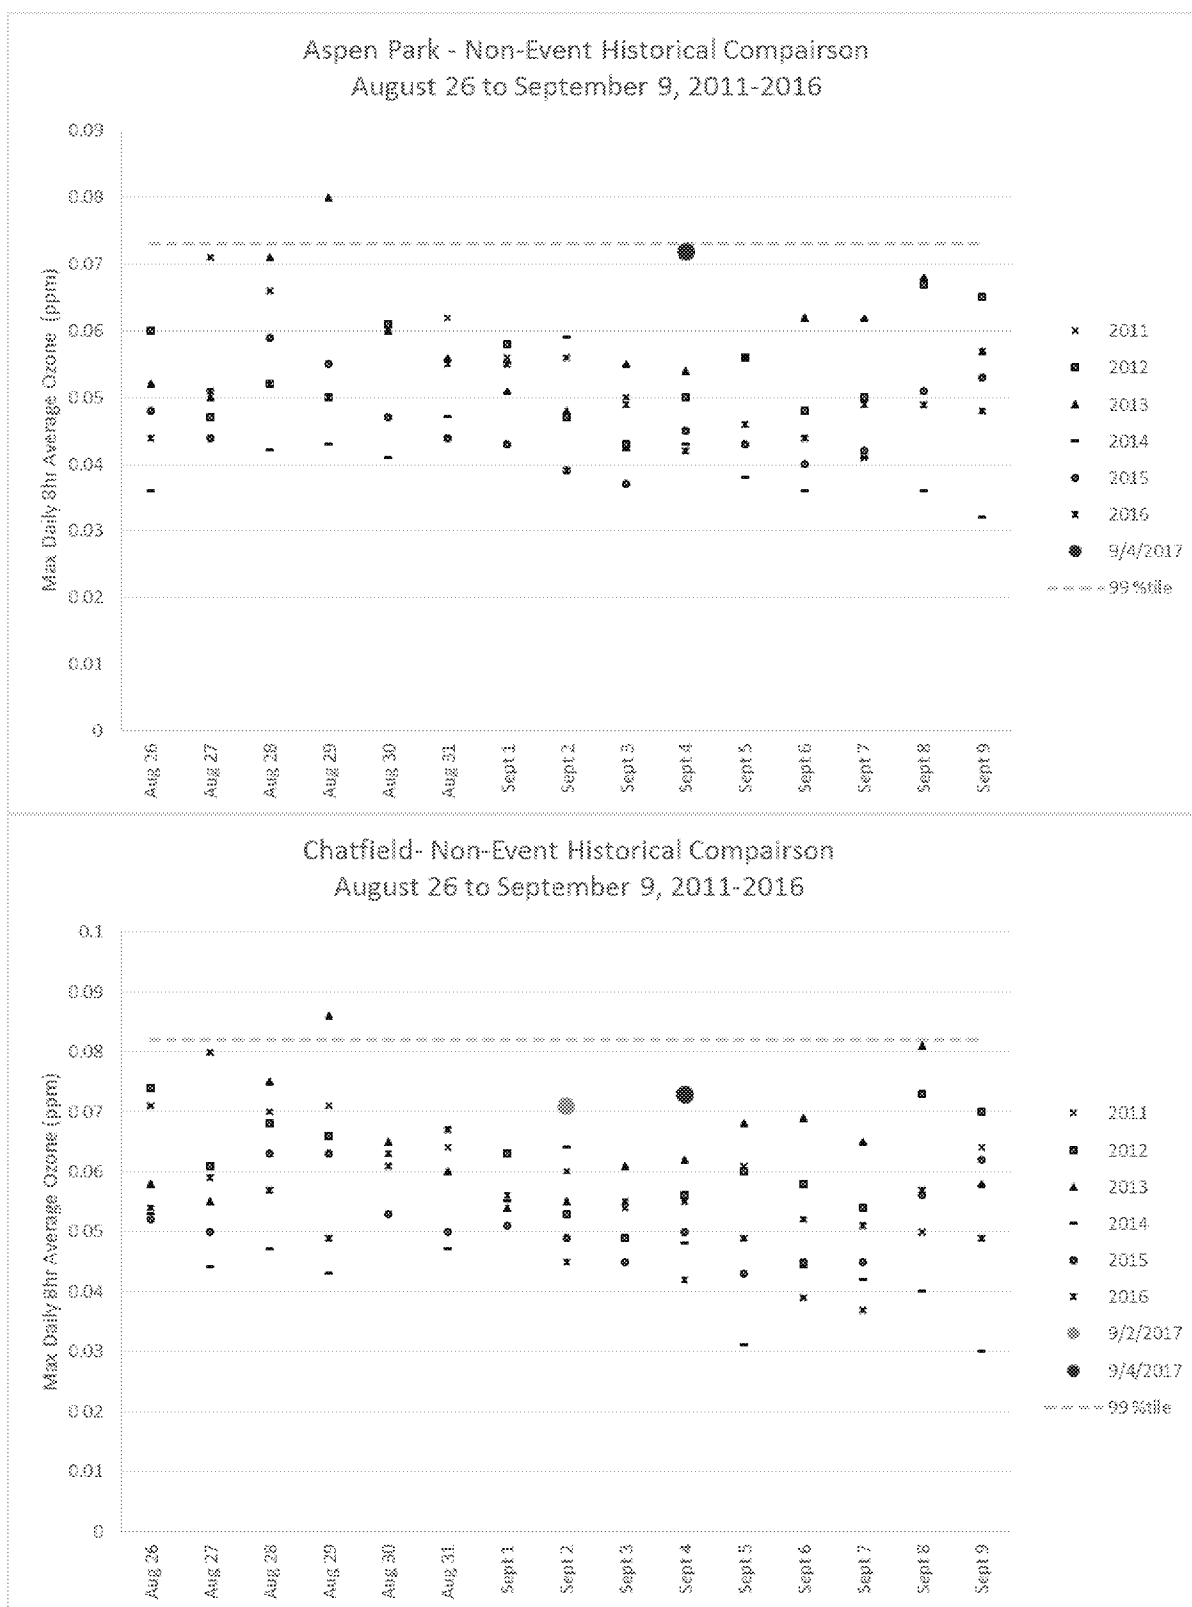 Aspen Park - Non-Event Historical Compairson
August 26 to September 9, 2011-2016
Max Daily 8hr Average Ozone (ppm)
0.09
0.08
0.07
0.06
0.05
0.04
0.03
0.02
0.01
0
Aug 26
Aug 27
Aug 28
Aug 29
Aug 30
Aug 31
Sept 1
Sept 2
Sept 3
Sept 4
Sept 5
Sept 6
Sept 7
Sept 8
Sept 9
2011
2012
2013
2014
2015
2016
9/4/2017
99 %tile
Chatfield- Non-Event Historical Compairson
August 26 to September 9, 2011-2016
Max Daily 8hr Average Ozone (ppm)
0.1
0.09
0.08
0.07
0.06
0.05
0.04
0.03
0.02
0.01
0
Aug 26
Aug 27
Aug 28
Aug 29
Aug 30
Aug 31
Sept 1
Sept 2
Sept 3
Sept 4
Sept 5
Sept 6
Sept 7
Sept 8
Sept 9
2011
2012
2013
2014
2015
2016
9/2/2017
9/4/2017
99 %tile